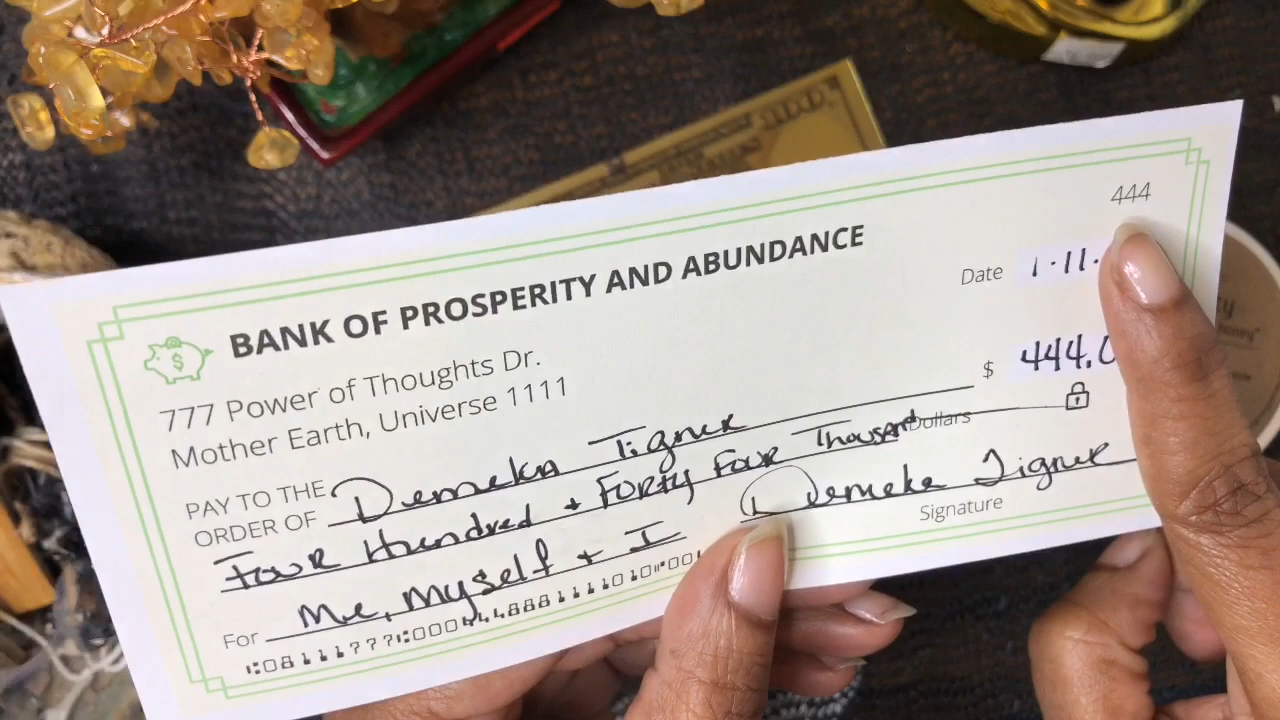 444
BANK OF PROSPERITY AND ABUNDANCE
Date 1·11.
777 Power of Thoughts Dr.
Mother Earth, Universe 1111
$ 444.0
PAY TO THE
ORDER OF Demeka Tigner
Four Hundred + Forty Four Thousand Dollars
For Me, Myself + I
Demeka Tigner
Signature